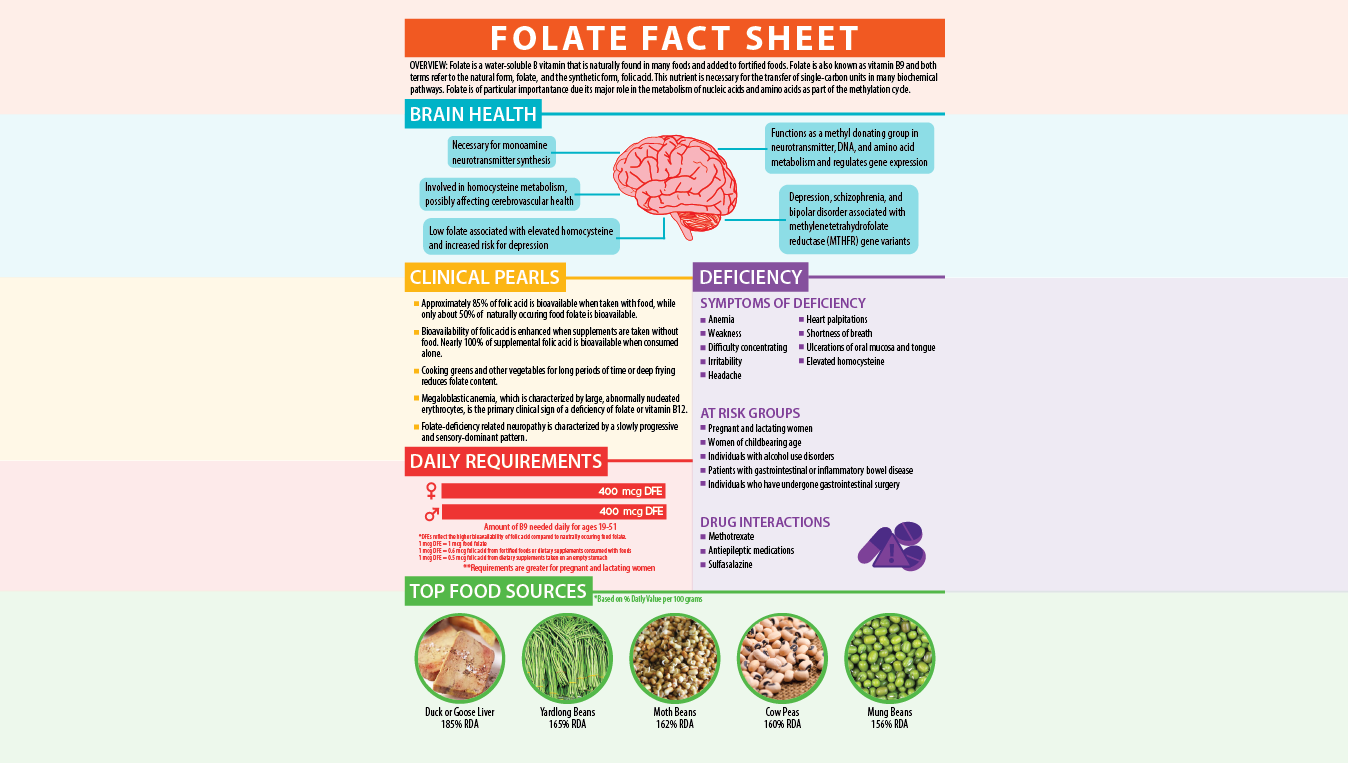 FOLATE FACT SHEET
OVERVIEW: Folate is a water-soluble B vitamin that is naturally found in many foods and added to fortified foods. Folate is also known as vitamin B9 and both
terms refer to the natural form, folate, and the synthetic form, folic acid. This nutrient is necessary for the transfer of single-carbon units in many biochemical
pathways. Folate is of particular importantance due its major role in the metabolism of nucleic acids and amino acids as part of the methylation cycle.
BRAIN HEALTH
Necessary for monoamine
neurotransmitter synthesis
Involved in homocysteine metabolism,
possibly affecting cerebrovascular health
Low folate associated with elevated homocysteine
and increased risk for depression
Functions as a methyl donating group in
neurotransmitter, DNA, and amino acid
metabolism and regulates gene expression
Depression, schizophrenia, and
bipolar disorder associated with
methylenetetrahydrofolate
reductase (MTHFR) gene variants
CLINICAL PEARLS
Approximately 85% of folic acid is bioavailable when taken with food, while
only about 50% of naturally occuring food folate is bioavailable.
Bioavailability of folic acid is enhanced when supplements are taken without
food. Nearly 100% of supplemental folic acid is bioavailable when consumed
alone.
Cooking greens and other vegetables for long periods of time or deep frying
reduces folate content.
Megaloblastic anemia, which is characterized by large, abnormally nucleated
erythrocytes, is the primary clinical sign of a deficiency of folate or vitamin B12.
Folate-deficiency related neuropathy is characterized by a slowly progressive
and sensory-dominant pattern.
DAILY REQUIREMENTS
400 mcg DFE
400 mcg DFE
Amount of B9 needed daily for ages 19-51
*DFEs reflect the higher bioavailability of folic acid compared to nautrally occuring food folate.
1 mcg DFE = 1 mcg food folate
1 mcg DFE = 0.6 mcg folic acid from fortified foods or dietary supplements consumed with foods
1 mcg DFE = 0.5 mcg folic acid from dietary supplements taken on an empty stomach
**Requirements are greater for pregnant and lactating women
DEFICIENCY
SYMPTOMS OF DEFICIENCY
Anemia
Weakness
Difficulty concentrating
Irritability
Headache
Heart palpitations
Shortness of breath
Ulcerations of oral mucosa and tongue
Elevated homocysteine
AT RISK GROUPS
Pregnant and lactating women
Women of childbearing age
Individuals with alcohol use disorders
Patients with gastrointestinal or inflammatory bowel disease
Individuals who have undergone gastrointestinal surgery
DRUG INTERACTIONS
Methotrexate
Antiepileptic medications
Sulfasalazine
TOP FOOD SOURCES
*Based on % Daily Value per 100 grams
Duck or Goose Liver
185% RDA
Yardlong Beans
165% RDA
Moth Beans
162% RDA
Cow Peas
160% RDA
Mung Beans
156% RDA